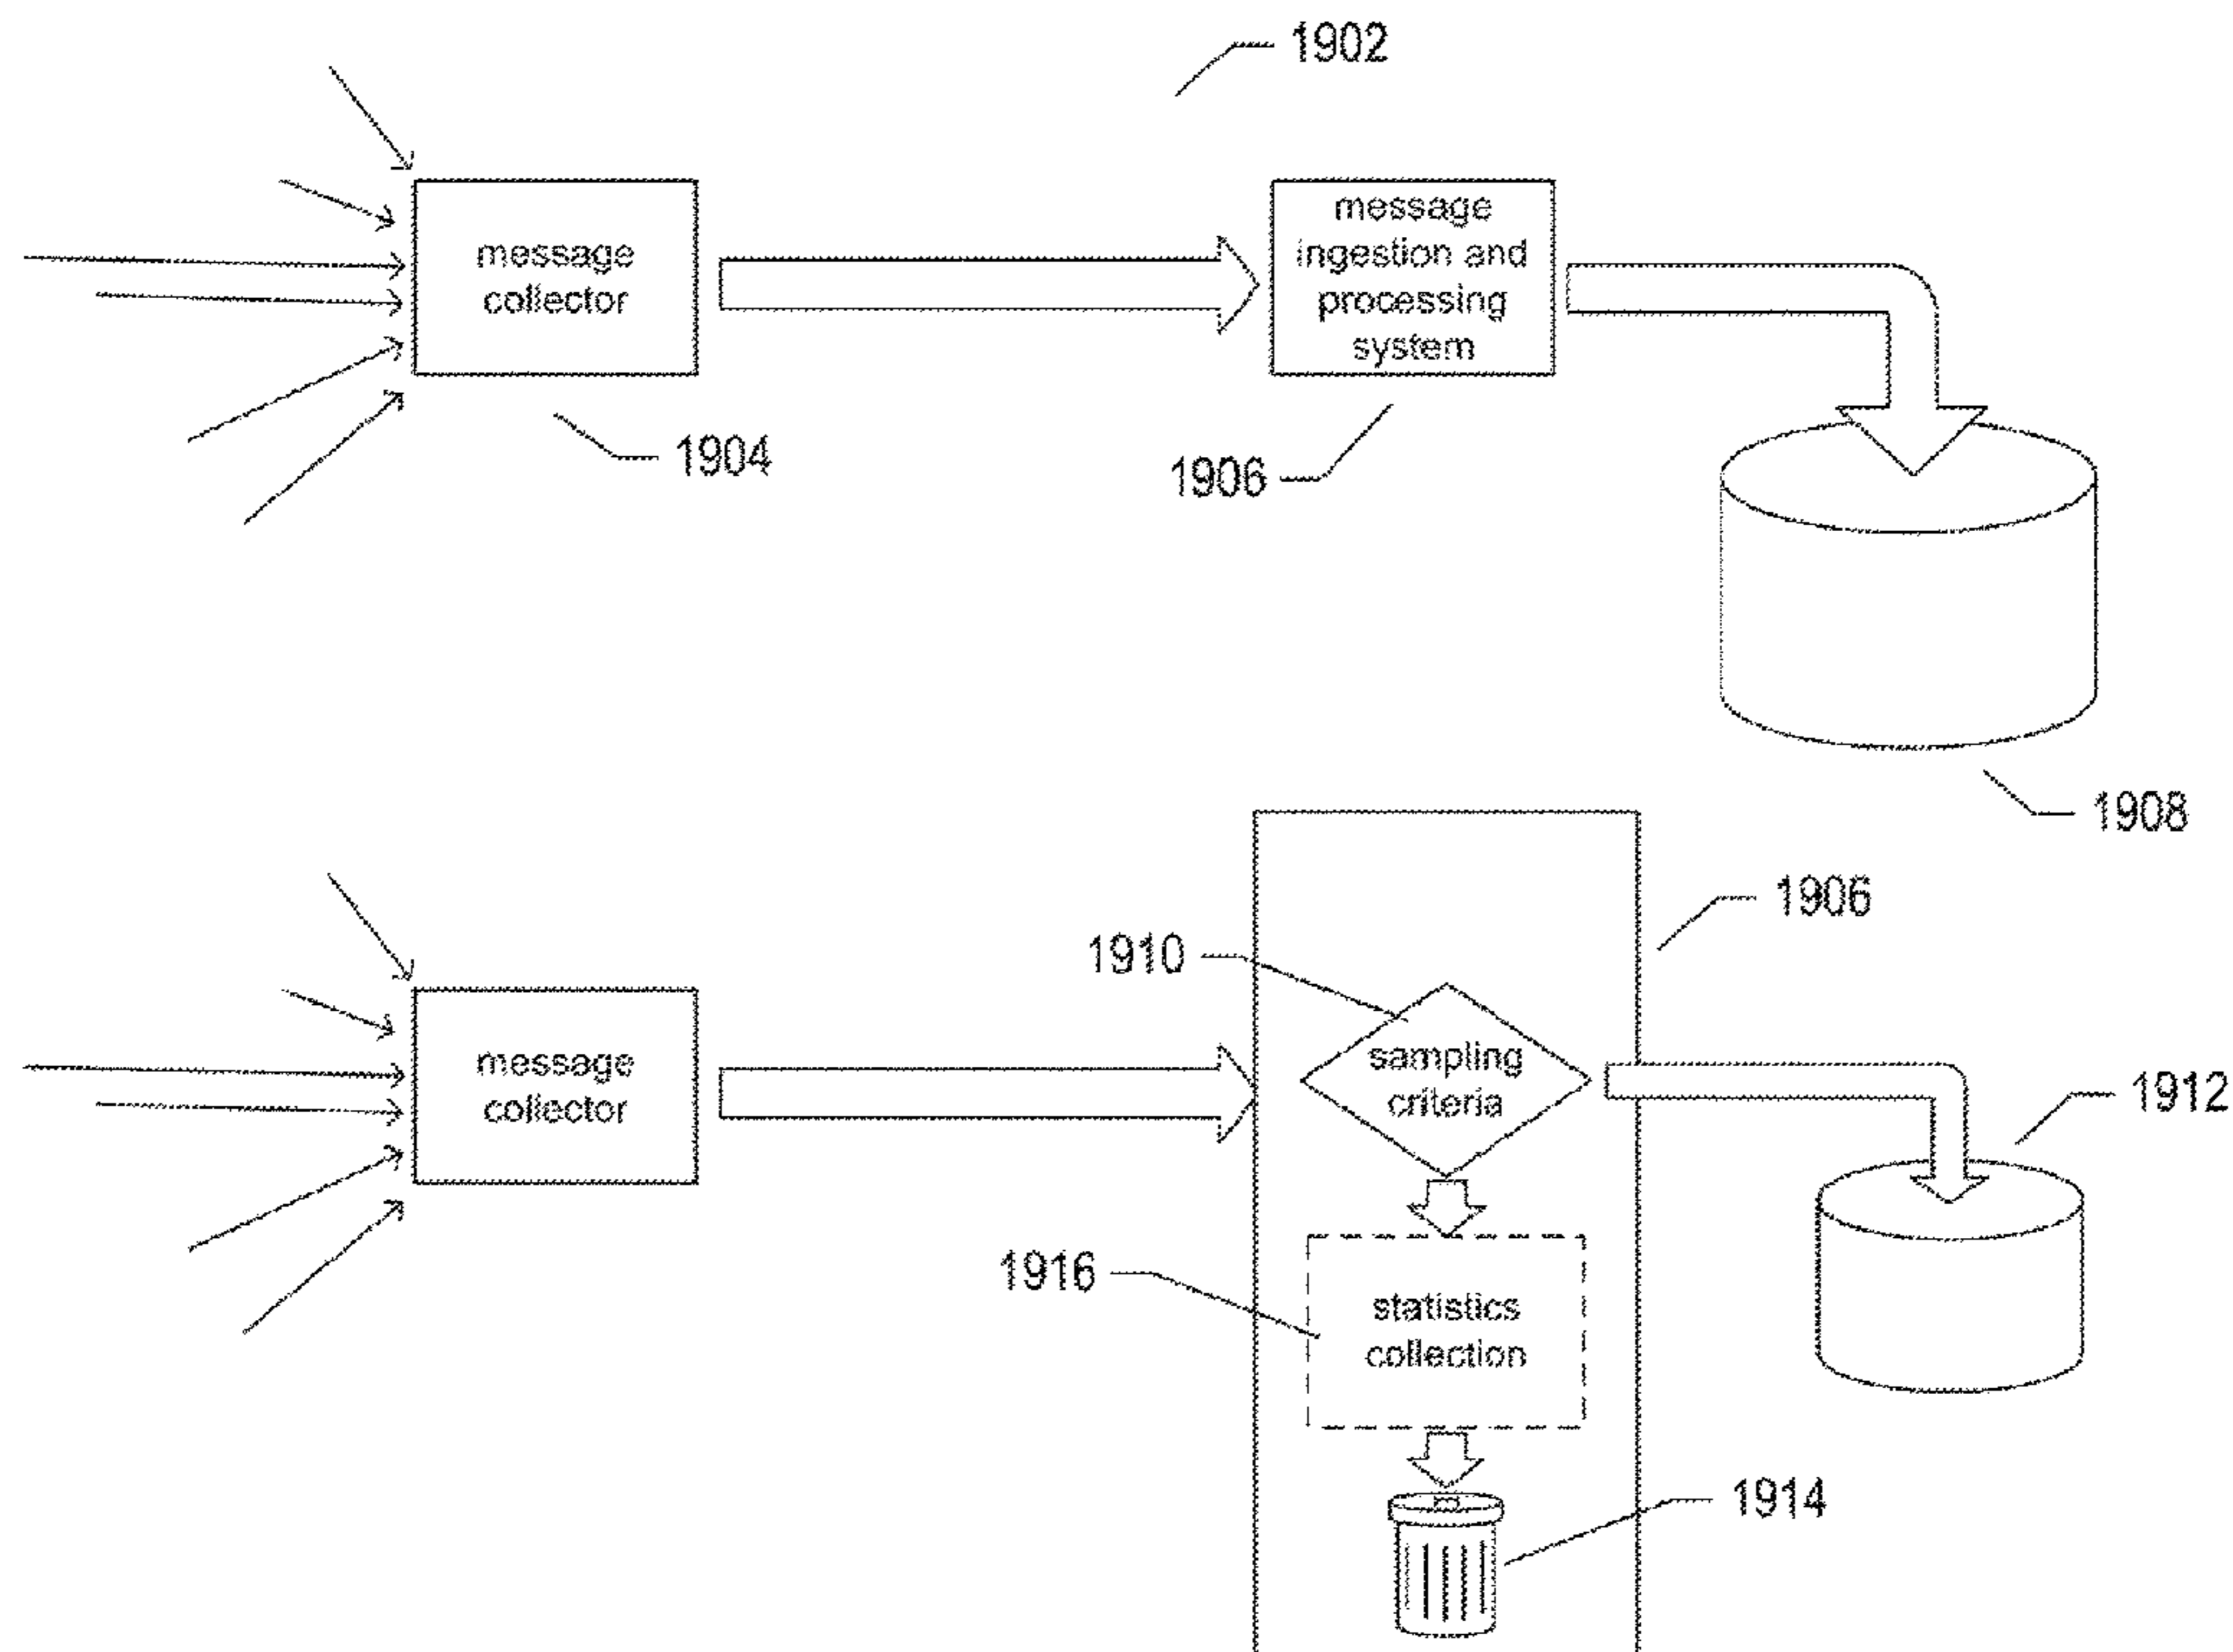 1902
message
collector
message
ingestion and
processing
system
1904
1906
1908
1906
1910
message
collector
sampling
criteria
1912
1916
statistics
collection
1914